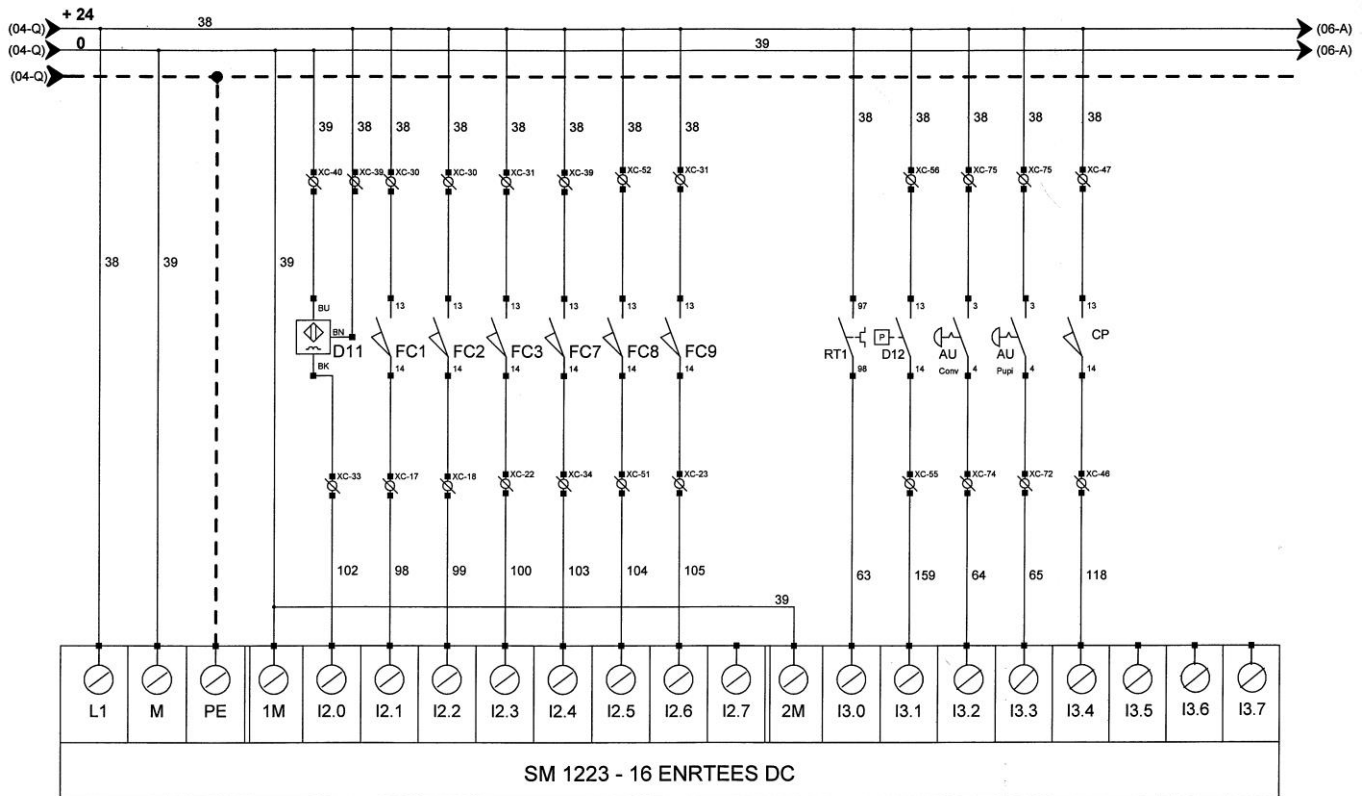 + 24
(04-Q) 38 (06-A)
(04-Q) 0 39 (06-A)
(04-Q)
39 38 38 38 38 38 38 38 38 38 38 38 38
XC-40 XC-39 XC-30 XC-30 XC-31 XC-39 XC-52 XC-31 XC-56 XC-75 XC-75 XC-47
38 39 39
BU 13 13 13 13 13 13 97 13 3 3 13
BN P CP
D11 FC1 FC2 FC3 FC7 FC8 FC9 RT1 D12 AU AU
BK 14 14 14 14 14 14 98 14 Conv 4 Pupi 4 14
XC-33 XC-17 XC-18 XC-22 XC-34 XC-51 XC-23 XC-55 XC-74 XC-72 XC-46
102 98 99 100 103 104 105 63 159 64 65 118
39
L1 M PE 1M I2.0 I2.1 I2.2 I2.3 I2.4 I2.5 I2.6 I2.7 2M I3.0 I3.1 I3.2 I3.3 I3.4 I3.5 I3.6 I3.7
SM 1223 - 16 ENRTEES DC